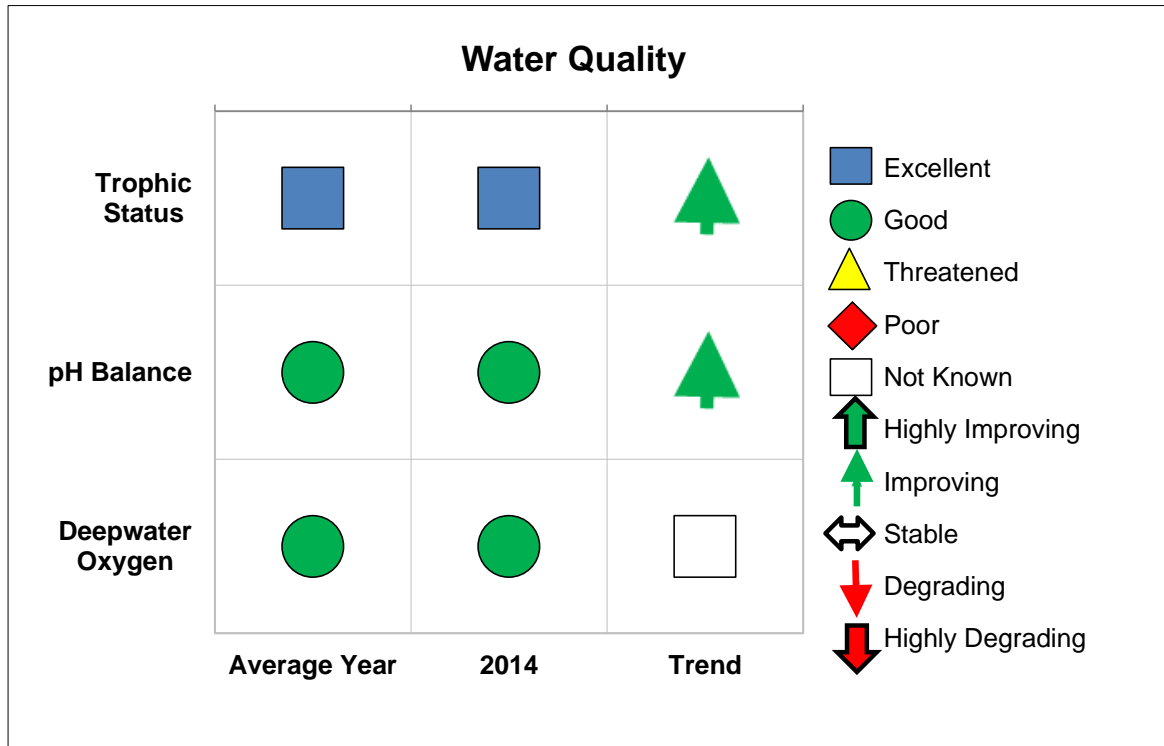 Water Quality
Trophic
Status
pH Balance
Deepwater
Oxygen
Average Year
2014
Trend
Excellent
Good
Threatened
Poor
Not Known
Highly Improving
Improving
Stable
Degrading
Highly Degrading